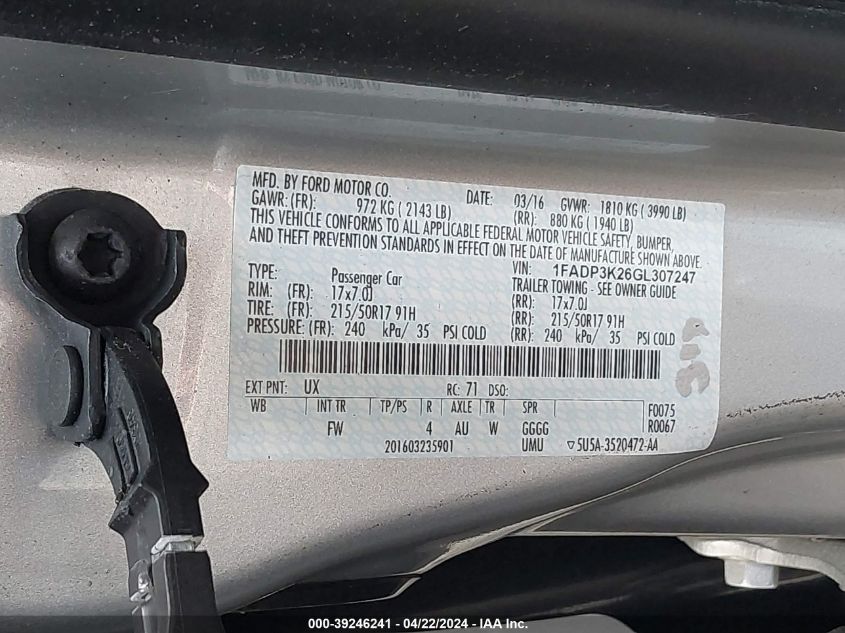 MFD. BY FORD MOTOR CO.
DATE: 03/16 GVWR: 1810 KG ( 3990 LB)
GAWR: (FR): 972 KG ( 2143 LB) (RR): 880 KG ( 1940 LB)
THIS VEHICLE CONFORMS TO ALL APPLICABLE FEDERAL MOTOR VEHICLE SAFETY, BUMPER,
AND THEFT PREVENTION STANDARDS IN EFFECT ON THE DATE OF MANUFACTURE SHOWN ABOVE.
VIN: 1FADP3K26GL307247
TYPE: Passenger Car TRAILER TOWING - SEE OWNER GUIDE
RIM: (FR): 17x7.0J (RR): 17x7.0J
TIRE: (FR): 215/50R17 91H (RR): 215/50R17 91H
PRESSURE: (FR): 240 kPa/ 35 PSI COLD (RR): 240 kPa/ 35 PSI COLD
EXT PNT: UX RC: 71 DSO:
WB INT TR TP/PS R AXLE TR SPR F0075
FW 4 AU W GGGG R0067
201603235901 UMU ▽5U5A-3520472-AA
000-39246241 - 04/22/2024 - IAA Inc.